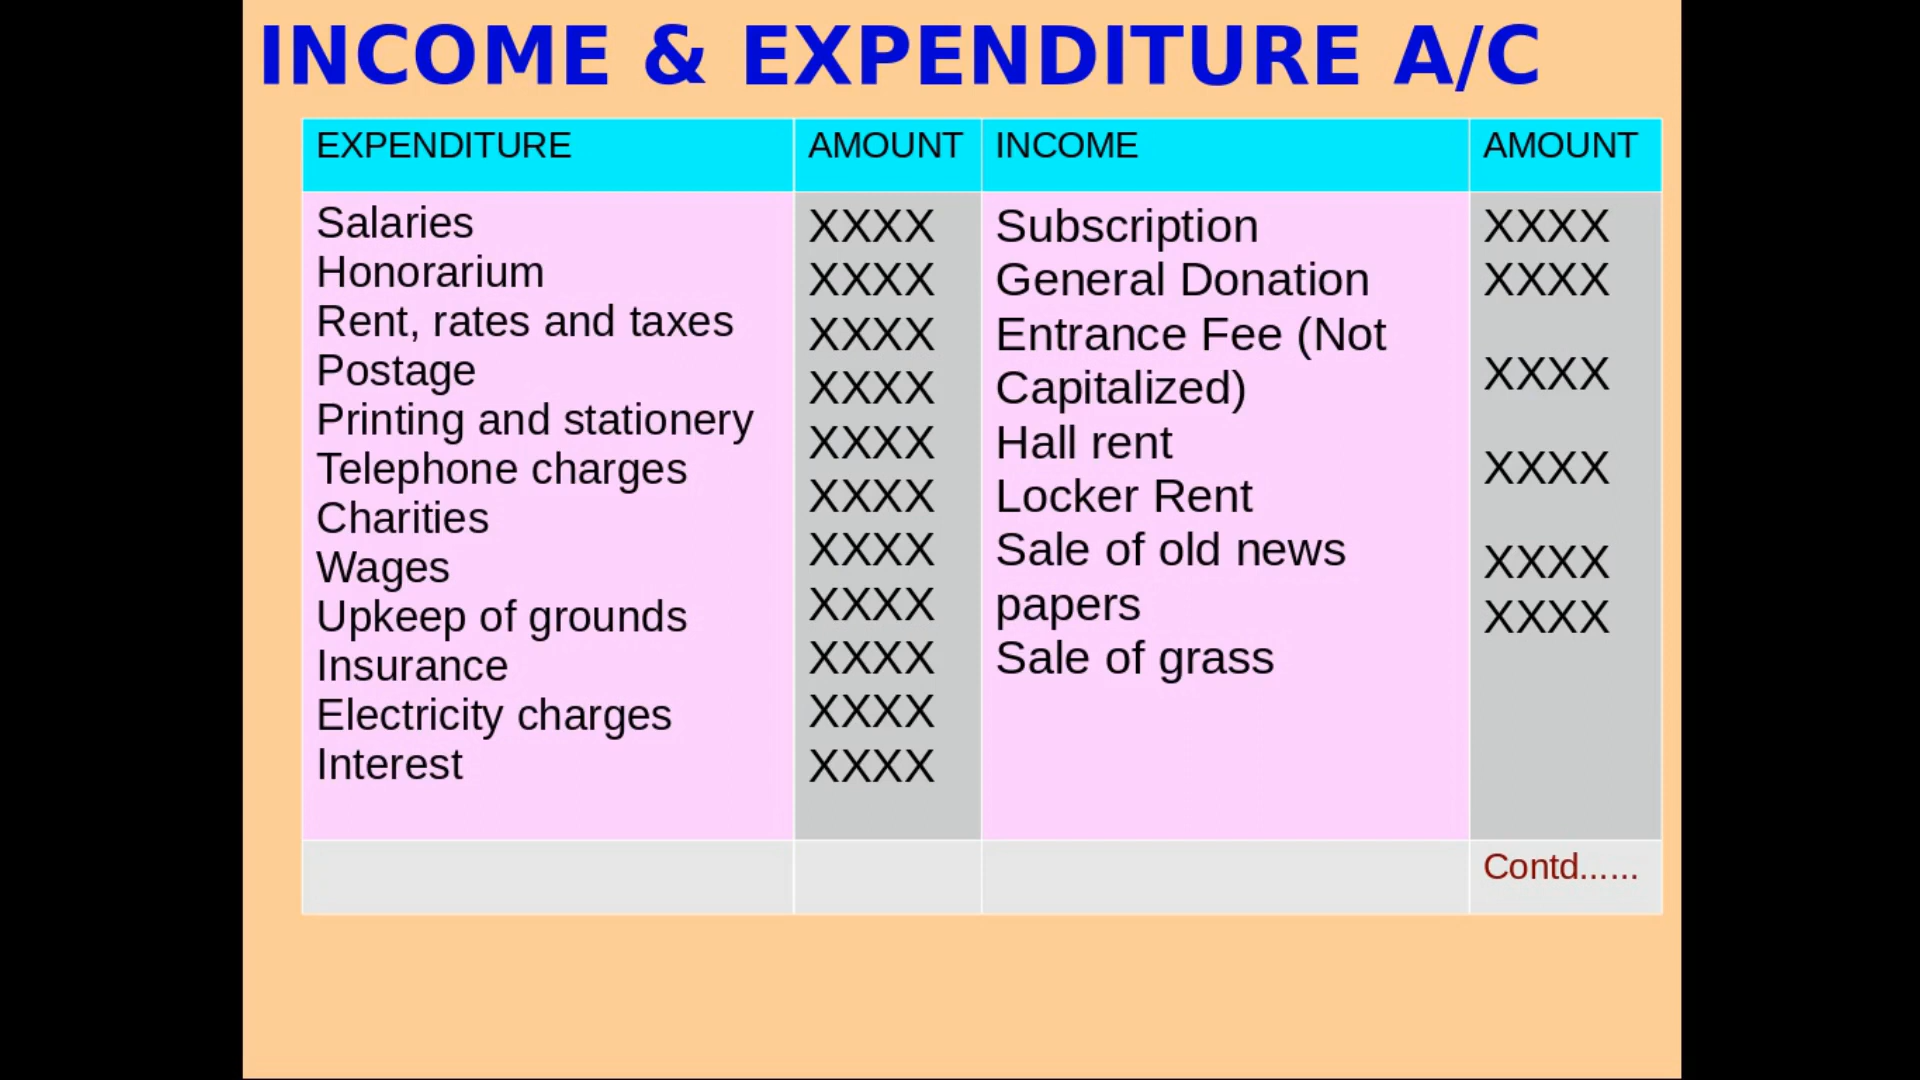 INCOME & EXPENDITURE A/C
EXPENDITURE AMOUNT INCOME AMOUNT
Salaries
Honorarium
Rent, rates and taxes
Postage
Printing and stationery
Telephone charges
Charities
Wages
Upkeep of grounds
Insurance
Electricity charges
Interest
XXXX
XXXX
XXXX
XXXX
XXXX
XXXX
XXXX
XXXX
XXXX
XXXX
XXXX
Subscription
General Donation
Entrance Fee (Not
Capitalized)
Hall rent
Locker Rent
Sale of old news
papers
Sale of grass
XXXX
XXXX
XXXX
XXXX
XXXX
XXXX
Contd......